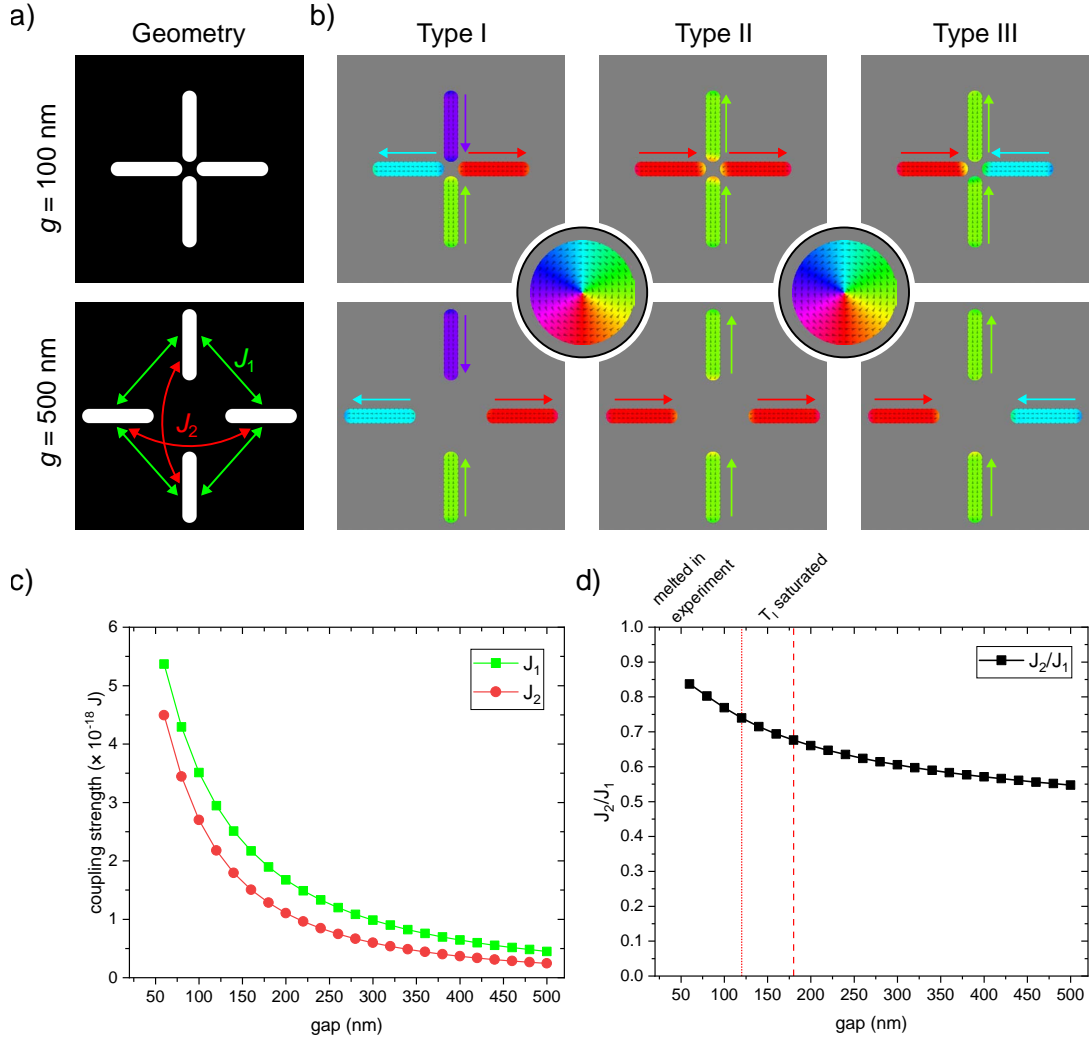 a)
Geometry
b)
Type I
Type II
Type III
g = 100 nm
g = 500 nm
J1
J2
c)
coupling strength (× 10-18 J)
6
5
4
3
2
1
0
J1
J2
50 100 150 200 250 300 350 400 450 500
gap (nm)
d)
melted in
experiment
TI saturated
J2/J1
1.0
0.9
0.8
0.7
0.6
0.5
0.4
0.3
0.2
0.1
0.0
J2/J1
50 100 150 200 250 300 350 400 450 500
gap (nm)